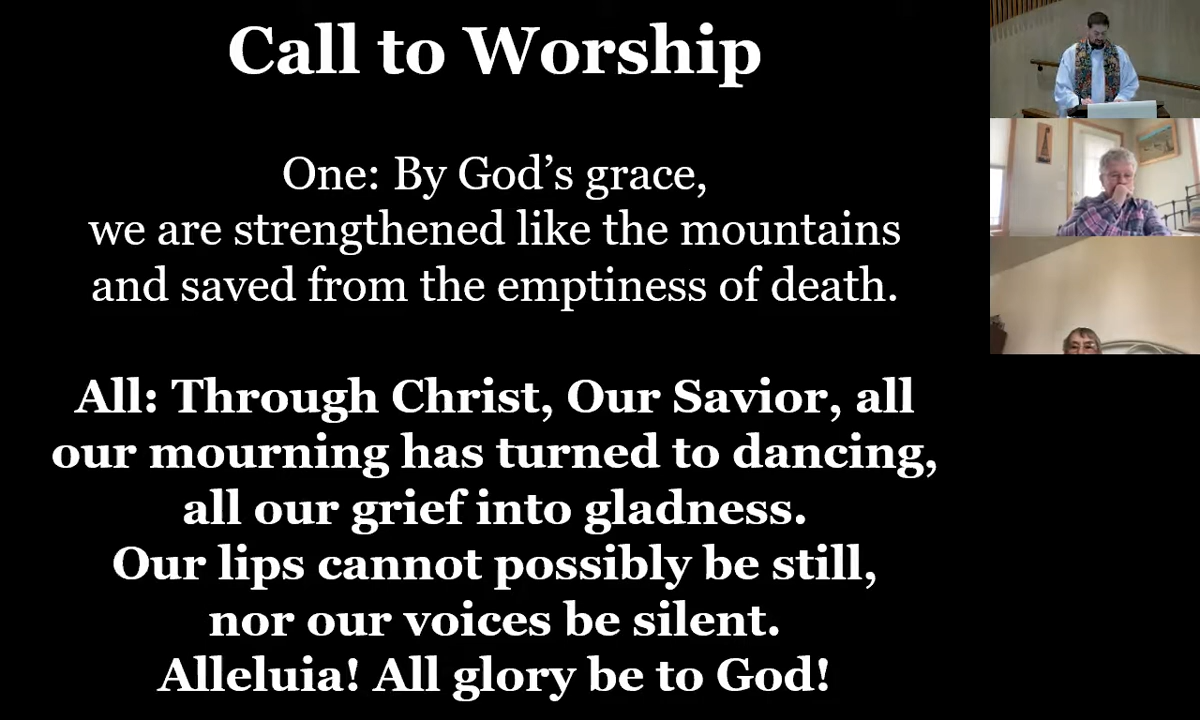 Call to Worship
One: By God’s grace,
we are strengthened like the mountains
and saved from the emptiness of death.
All: Through Christ, Our Savior, all
our mourning has turned to dancing,
all our grief into gladness.
Our lips cannot possibly be still,
nor our voices be silent.
Alleluia! All glory be to God!